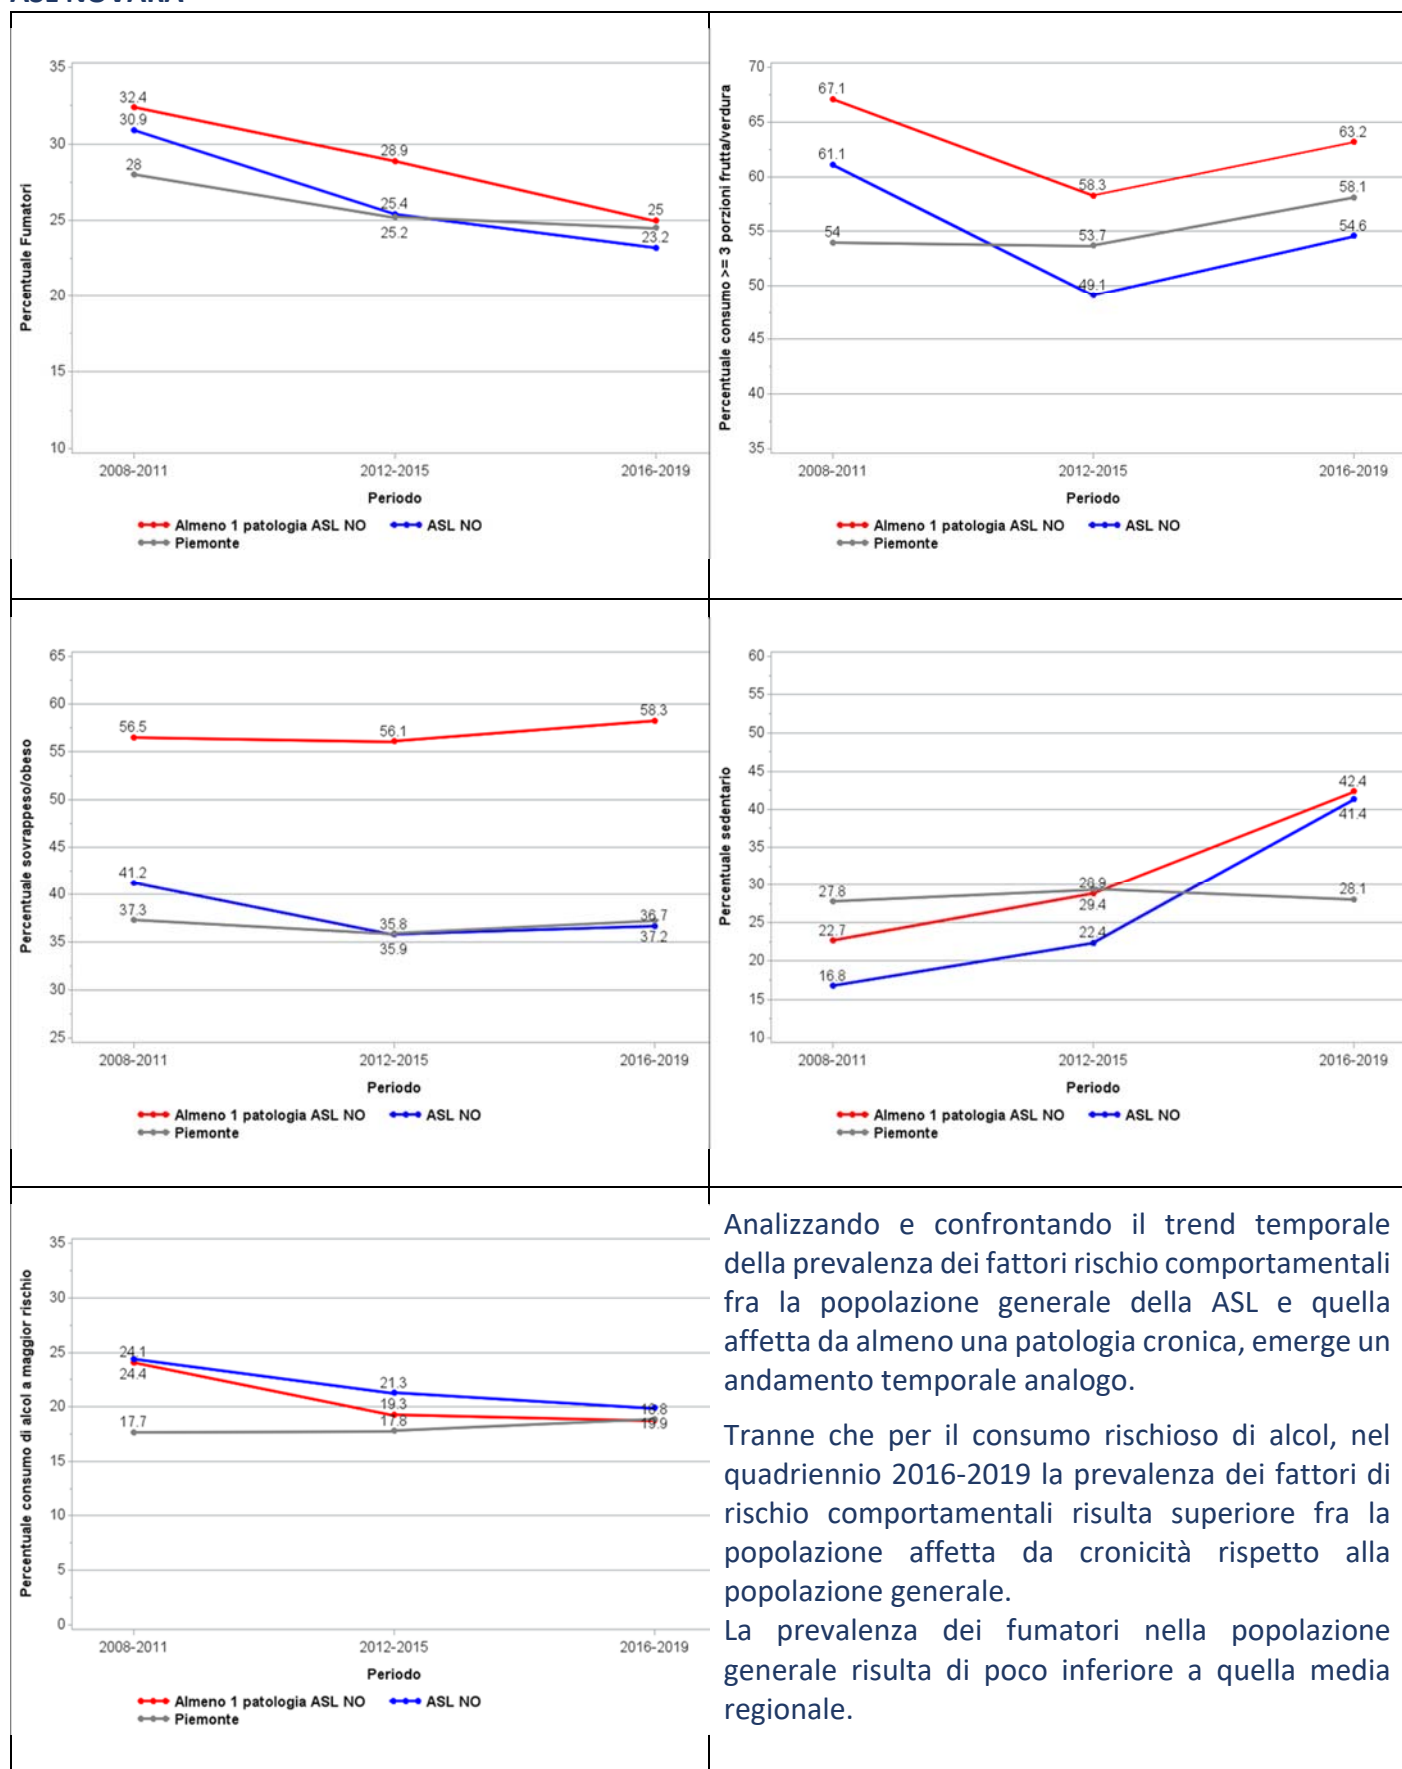 ASL NOVARA
35
30
25
20
15
10
Percentuale Fumatori
32.4
30.9
28
28.9
25.4
25.2
25
23.2
2008-2011 2012-2015 2016-2019
Periodo
Almeno 1 patologia ASL NO ASL NO
Piemonte
70
65
60
55
50
45
40
35
Percentuale consumo >= 3 porzioni frutta/verdura
67.1
61.1
54
58.3
53.7
49.1
63.2
58.1
54.6
2008-2011 2012-2015 2016-2019
Periodo
Almeno 1 patologia ASL NO ASL NO
Piemonte
65
60
55
50
45
40
35
30
25
Percentuale sovrappeso/obeso
56.5
41.2
37.3
56.1
35.8
35.9
58.3
36.7
37.2
2008-2011 2012-2015 2016-2019
Periodo
Almeno 1 patologia ASL NO ASL NO
Piemonte
60
55
50
45
40
35
30
25
20
15
10
Percentuale sedentario
27.8
22.7
16.8
28.9
29.4
22.4
42.4
41.4
28.1
2008-2011 2012-2015 2016-2019
Periodo
Almeno 1 patologia ASL NO ASL NO
Piemonte
35
30
25
20
15
10
5
0
Percentuale consumo di alcol a maggior rischio
24.1
24.4
17.7
21.3
19.3
17.8
19.9
2008-2011 2012-2015 2016-2019
Periodo
Almeno 1 patologia ASL NO ASL NO
Piemonte
Analizzando e confrontando il trend temporale
della prevalenza dei fattori rischio comportamentali
fra la popolazione generale della ASL e quella
affetta da almeno una patologia cronica, emerge un
andamento temporale analogo.
Tranne che per il consumo rischioso di alcol, nel
quadriennio 2016-2019 la prevalenza dei fattori di
rischio comportamentali risulta superiore fra la
popolazione affetta da cronicità rispetto alla
popolazione generale.
La prevalenza dei fumatori nella popolazione
generale risulta di poco inferiore a quella media
regionale.